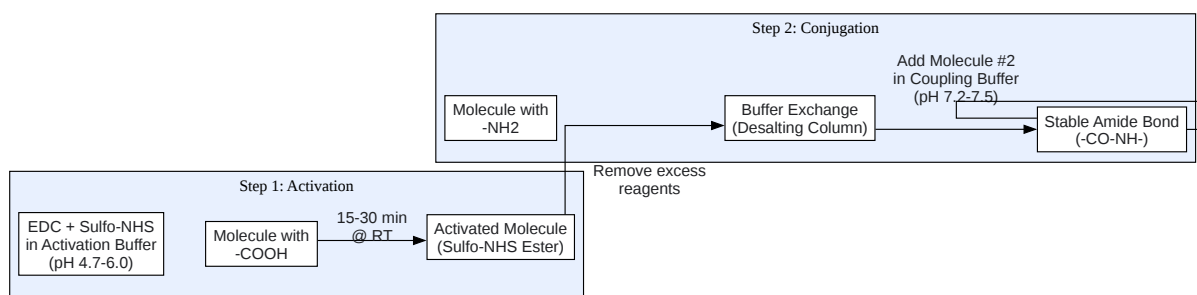 Step 2: Conjugation
Add Molecule #2
in Coupling Buffer
(pH 7.2-7.5)
Molecule with
-NH2
Buffer Exchange
(Desalting Column)
Stable Amide Bond
(-CO-NH-)
Remove excess
reagents
Step 1: Activation
EDC + Sulfo-NHS
in Activation Buffer
(pH 4.7-6.0)
Molecule with
-COOH
15-30 min
@ RT
Activated Molecule
(Sulfo-NHS Ester)